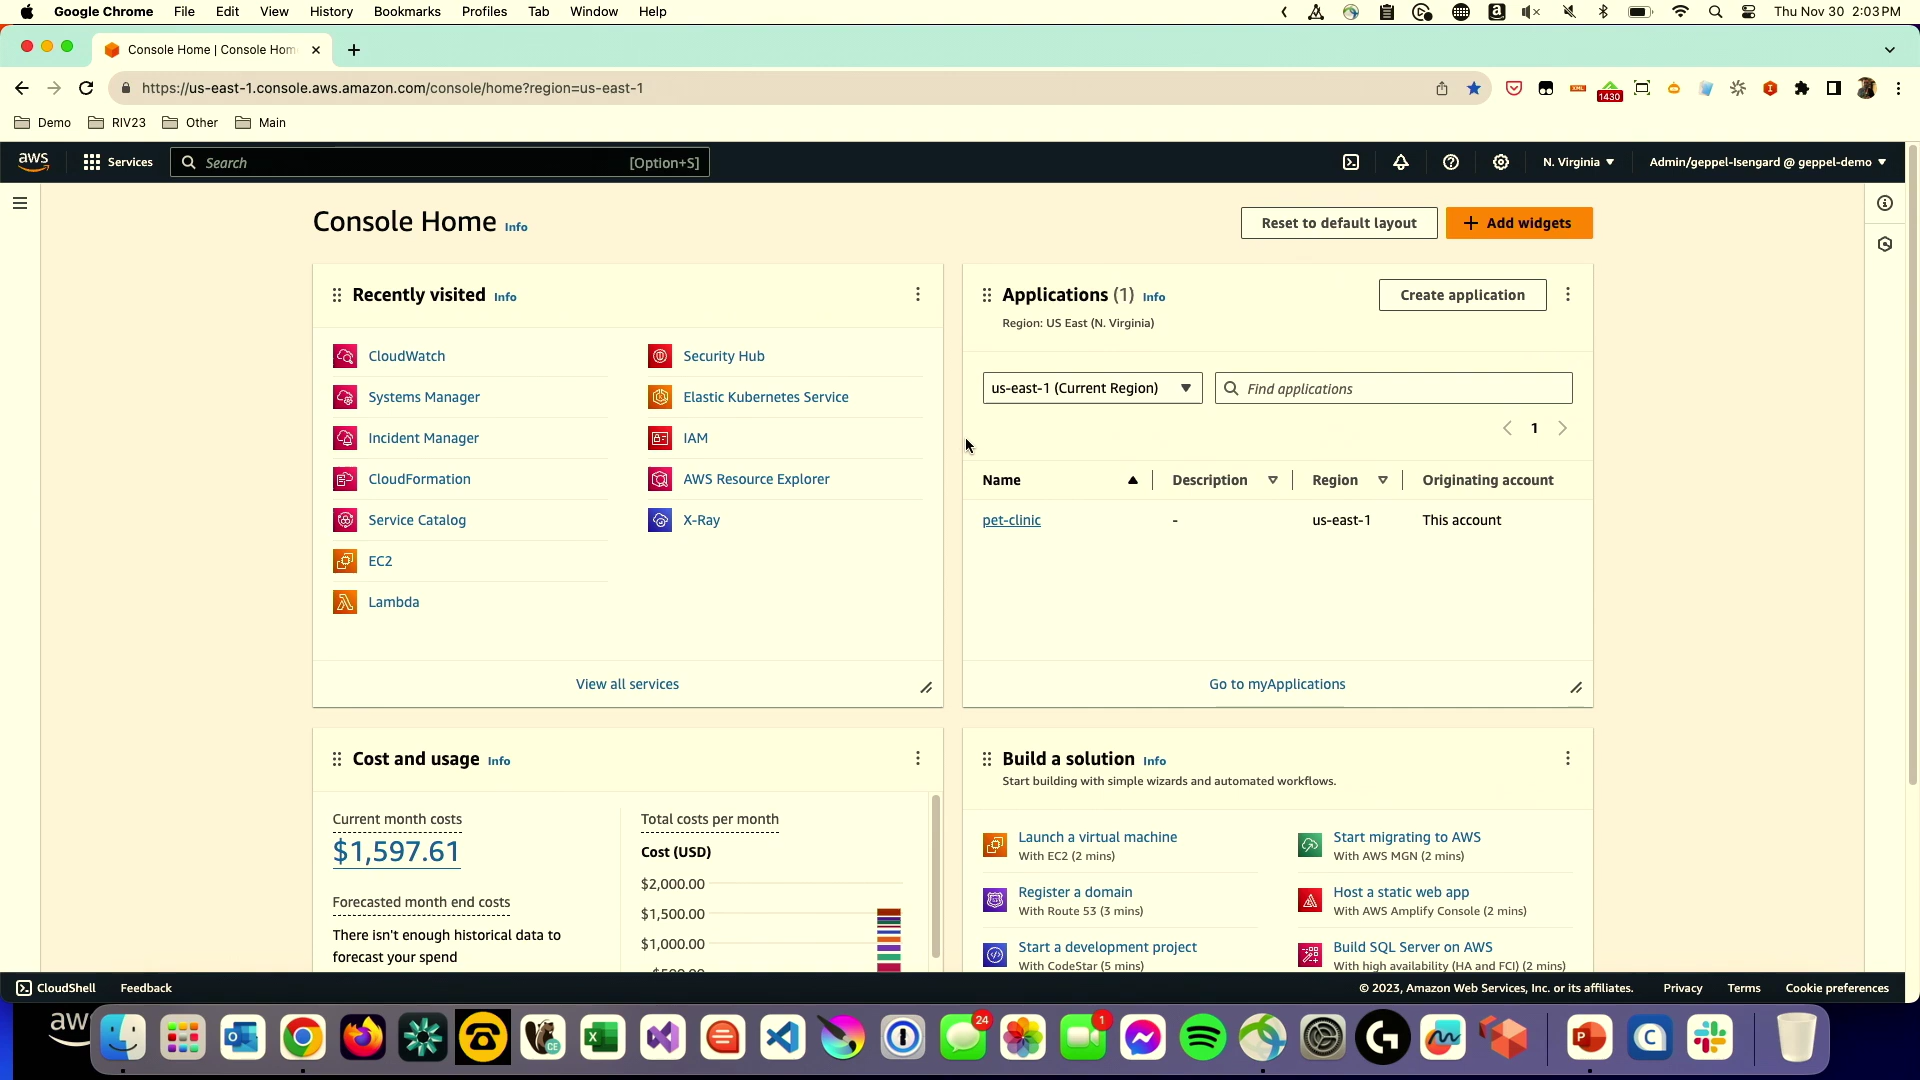 Google Chrome File Edit View History Bookmarks Profiles Tab Window Help Thu Nov 30 2:03 PM
Console Home | Console Hom
https://us-east-1.console.aws.amazon.com/console/home?region=us-east-1
1430
Demo RIV23 Other Main
aws Services Search [Option+S] N. Virginia Admin/geppel-Isengard @ geppel-demo
Console Home Info
Reset to default layout
Add widgets
Recently visited Info
CloudWatch
Systems Manager
Incident Manager
CloudFormation
Service Catalog
EC2
Lambda
Security Hub
Elastic Kubernetes Service
IAM
AWS Resource Explorer
X-Ray
View all services
Applications (1) Info
Create application
Region: US East (N. Virginia)
us-east-1 (Current Region)
Find applications
1
Name Description Region Originating account
pet-clinic - us-east-1 This account
Go to myApplications
Cost and usage Info
Current month costs
$1,597.61
Forecasted month end costs
There isn't enough historical data to
forecast your spend
Total costs per month
Cost (USD)
$2,000.00
$1,500.00
$1,000.00
Build a solution Info
Start building with simple wizards and automated workflows.
Launch a virtual machine
With EC2 (2 mins)
Register a domain
With Route 53 (3 mins)
Start a development project
With CodeStar (5 mins)
Start migrating to AWS
With AWS MGN (2 mins)
Host a static web app
With AWS Amplify Console (2 mins)
Build SQL Server on AWS
With high availability (HA and FCI) (2 mins)
CloudShell Feedback © 2023, Amazon Web Services, Inc. or its affiliates. Privacy Terms Cookie preferences
24
1